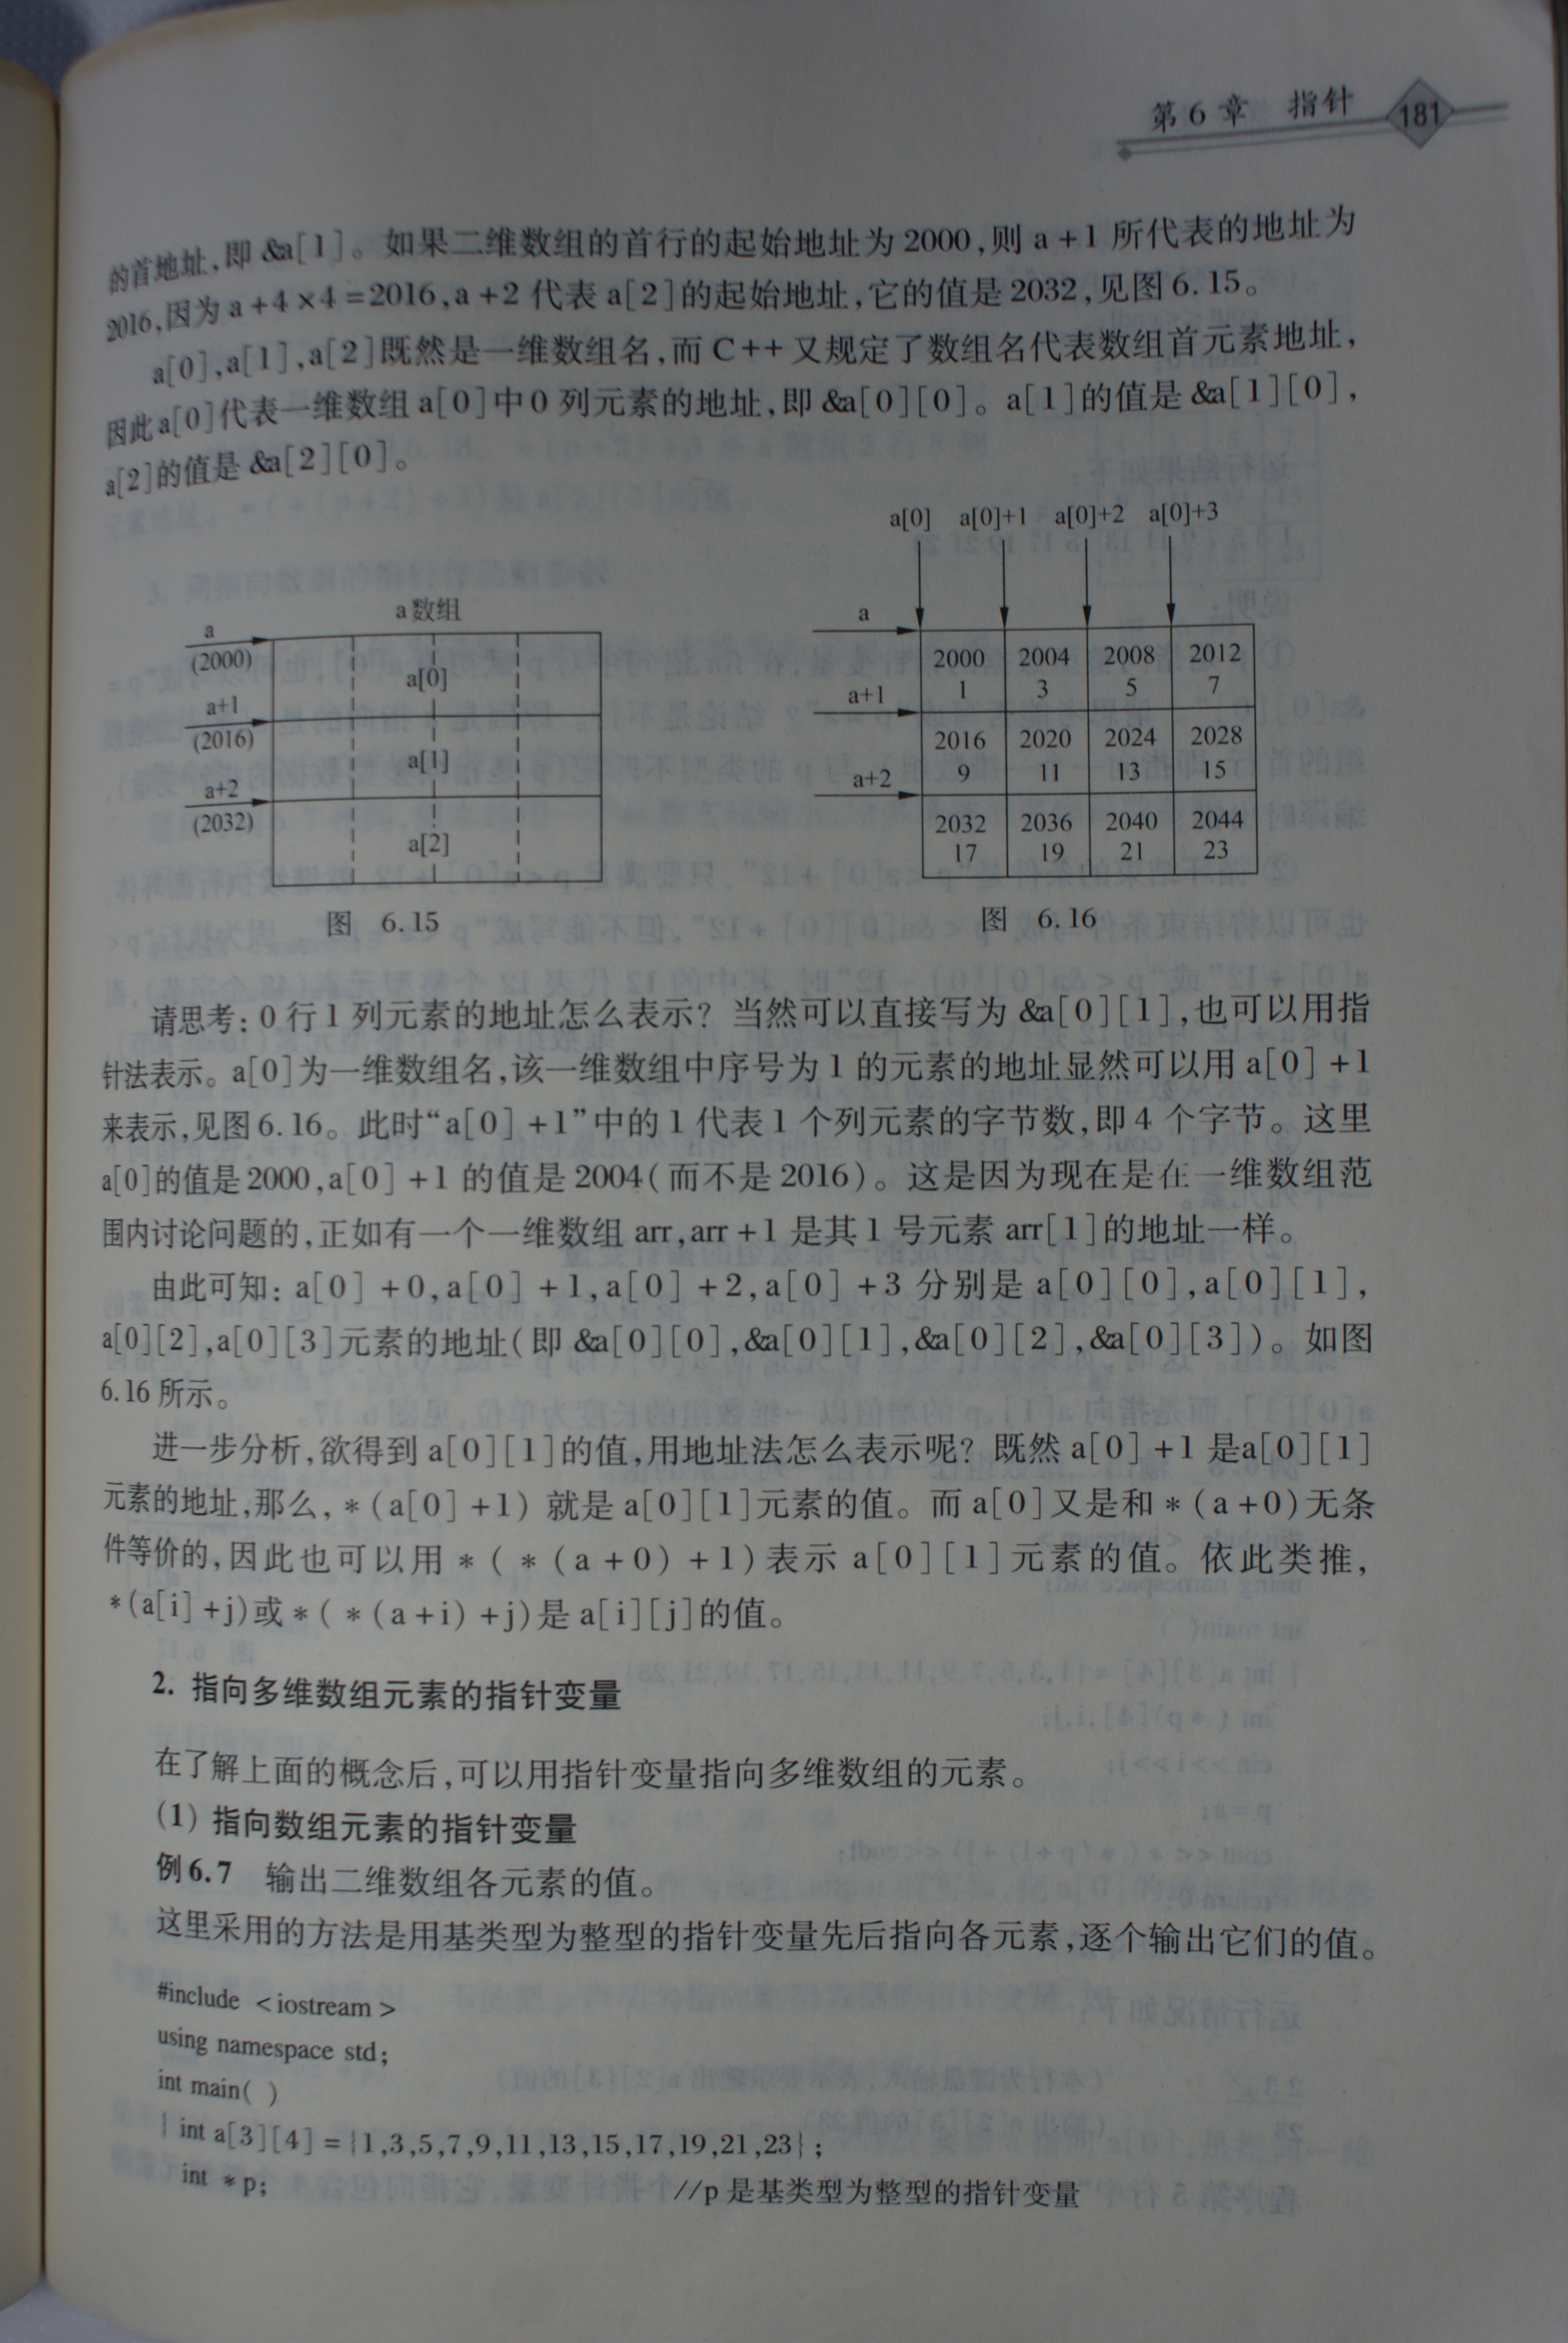 第6章 指针 181
的首地址,即 &a[1]。如果二维数组的首行的起始地址为 2000,则 a+1 所代表的地址为
2016,因为 a+4×4=2016,a+2 代表 a[2]的起始地址,它的值是 2032,见图 6.15。
a[0],a[1],a[2]既然是一维数组名,而 C++ 又规定了数组名代表数组首元素地址,
因此 a[0]代表一维数组 a[0]中 0 列元素的地址,即 &a[0][0]。a[1]的值是 &a[1][0],
a[2]的值是 &a[2][0]。
a 数组
a
(2000)
a[0]
a+1
(2016)
a[1]
a+2
(2032)
a[2]
图 6.15
a[0] a[0]+1 a[0]+2 a[0]+3
a
2000 2004 2008 2012
1 3 5 7
a+1
2016 2020 2024 2028
9 11 13 15
a+2
2032 2036 2040 2044
17 19 21 23
图 6.16
请思考: 0 行 1 列元素的地址怎么表示? 当然可以直接写为 &a[0][1],也可以用指
针法表示。a[0]为一维数组名,该一维数组中序号为 1 的元素的地址显然可以用 a[0]+1
来表示,见图 6.16。此时“a[0]+1”中的 1 代表 1 个列元素的字节数,即 4 个字节。这里
a[0]的值是 2000,a[0]+1 的值是 2004(而不是 2016)。这是因为现在是在一维数组范
围内讨论问题的,正如有一个一维数组 arr,arr+1 是其 1 号元素 arr[1]的地址一样。
由此可知: a[0]+0,a[0]+1,a[0]+2,a[0]+3 分别是 a[0][0],a[0][1],
a[0][2],a[0][3]元素的地址(即 &a[0][0],&a[0][1],&a[0][2],&a[0][3])。如图
6.16 所示。
进一步分析,欲得到 a[0][1]的值,用地址法怎么表示呢? 既然 a[0]+1 是a[0][1]
元素的地址,那么,*(a[0]+1) 就是 a[0][1]元素的值。而 a[0]又是和 *(a+0)无条
件等价的,因此也可以用 *(*(a+0)+1)表示 a[0][1]元素的值。依此类推,
*(a[i]+j)或 *(*(a+i)+j)是 a[i][j]的值。
2. 指向多维数组元素的指针变量
在了解上面的概念后,可以用指针变量指向多维数组的元素。
(1) 指向数组元素的指针变量
例6.7 输出二维数组各元素的值。
这里采用的方法是用基类型为整型的指针变量先后指向各元素,逐个输出它们的值。
#include <iostream>
using namespace std;
int main( )
{ int a[3][4]={1,3,5,7,9,11,13,15,17,19,21,23};
int *p; //p 是基类型为整型的指针变量